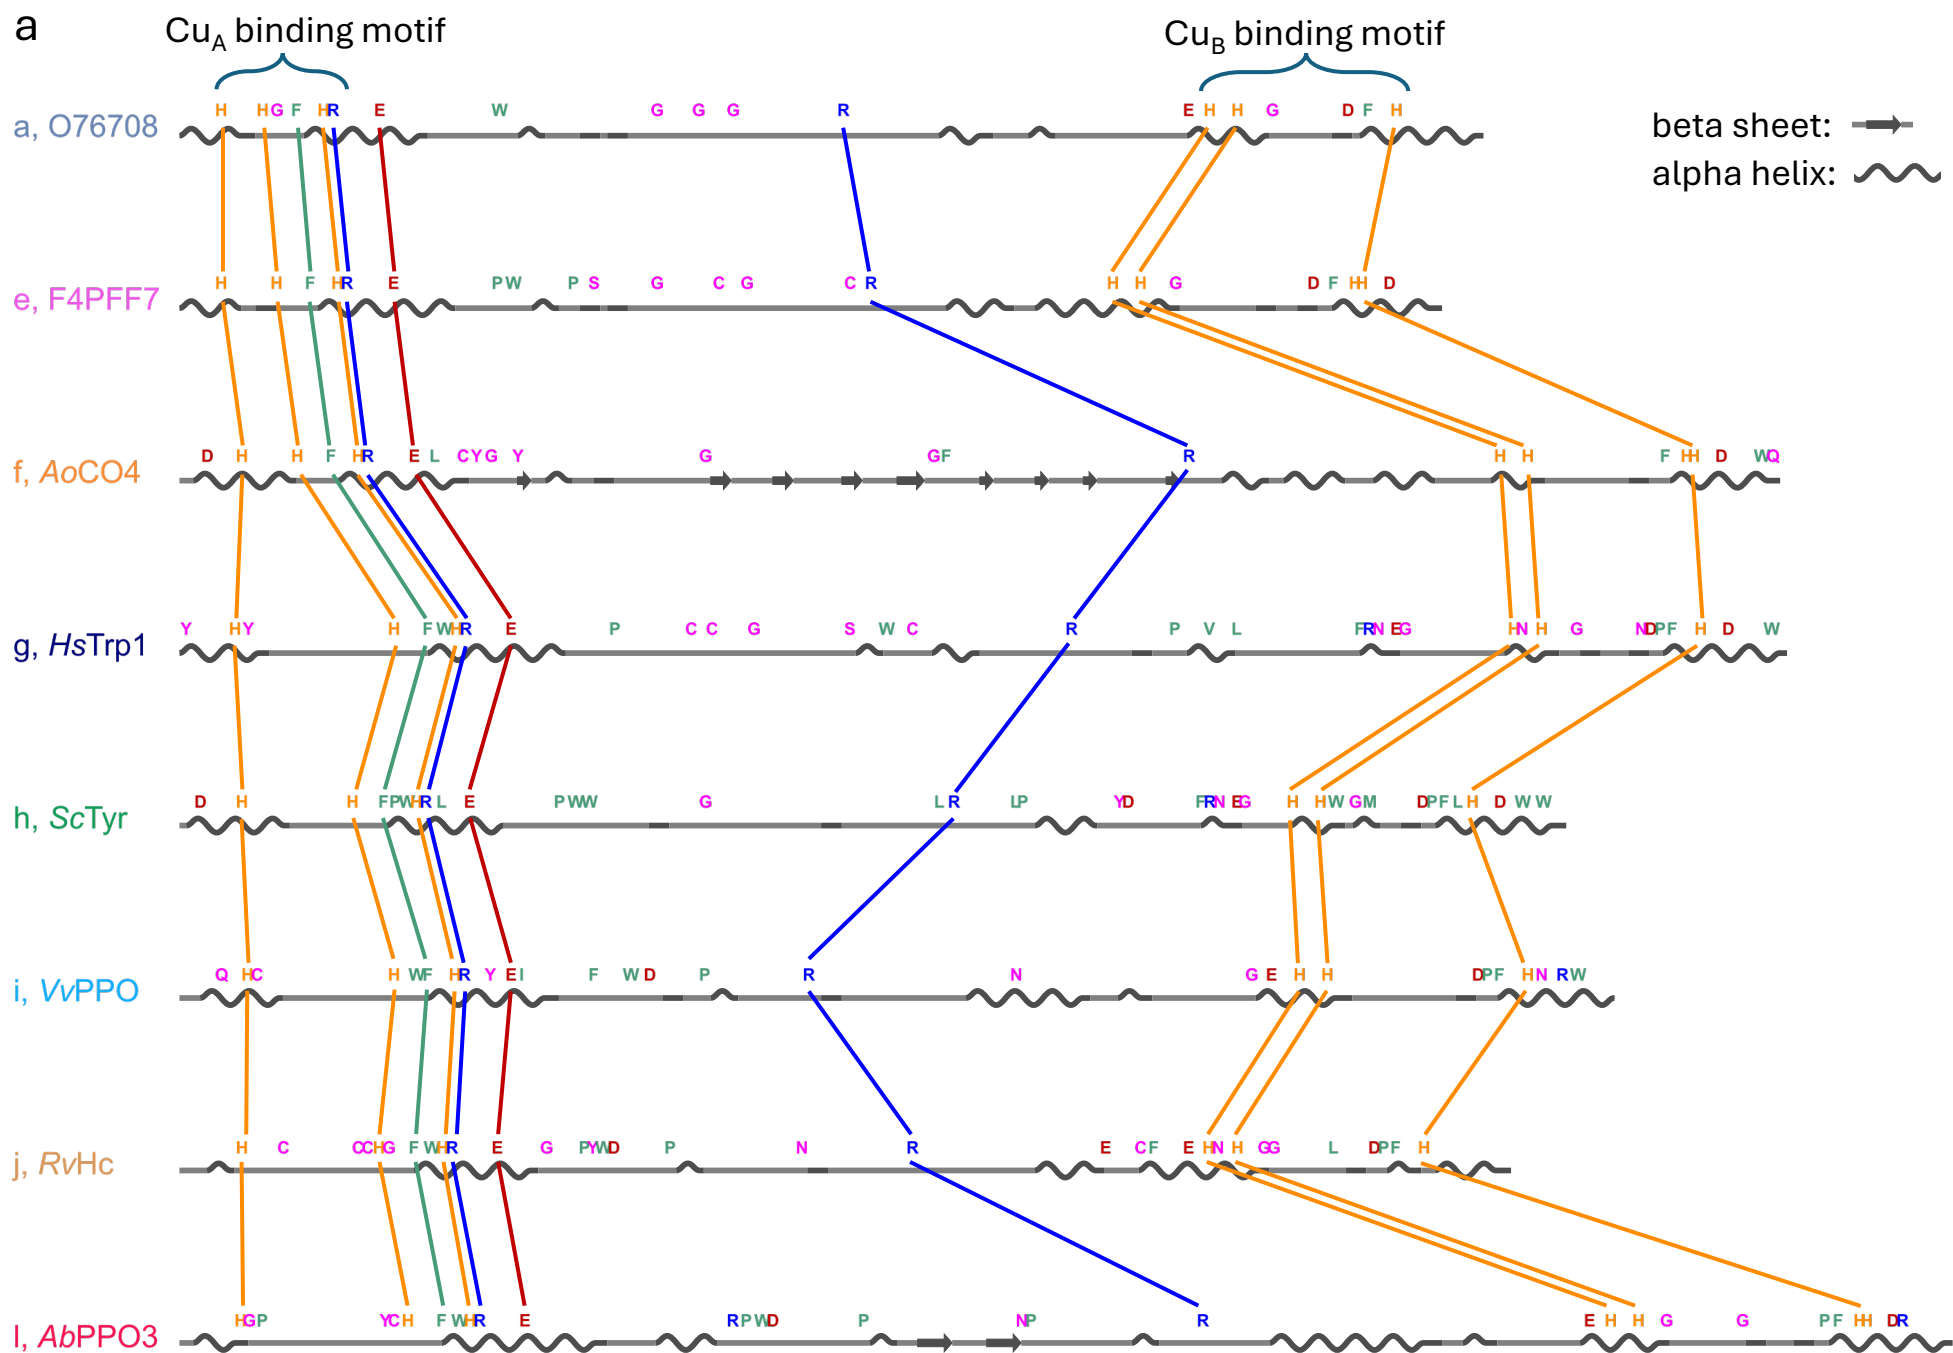 a
CuA binding motif CuB binding motif
H H G F H R E W G G G R E H H G D F H
a, O76708
beta sheet:
alpha helix:
H H F H R E P W P S G C G C R H H G D F H H D
e, F4PFF7
D H H F H R E L C Y G Y G G F R H H F H H D W Q
f, AoCO4
Y H Y H F W H R E P C C G S W C R P V L F R N E G H N H G N D P F H D W
g, HsTrp1
D H H F P W H R L E P W W G L R L P Y D F R N E G H H W G M D P F L H D W W
h, ScTyr
Q H C H W F H R Y E I F W D P R N G E H H D P F H N R W
i, VvPPO
H C C C H G F W H R E G P Y W D P N R E C F E H N H G G L D P F H
j, RvHc
H G P Y C H F W H R E R P W D P N P R E H H G G P F H H D R
l, AbPPO3